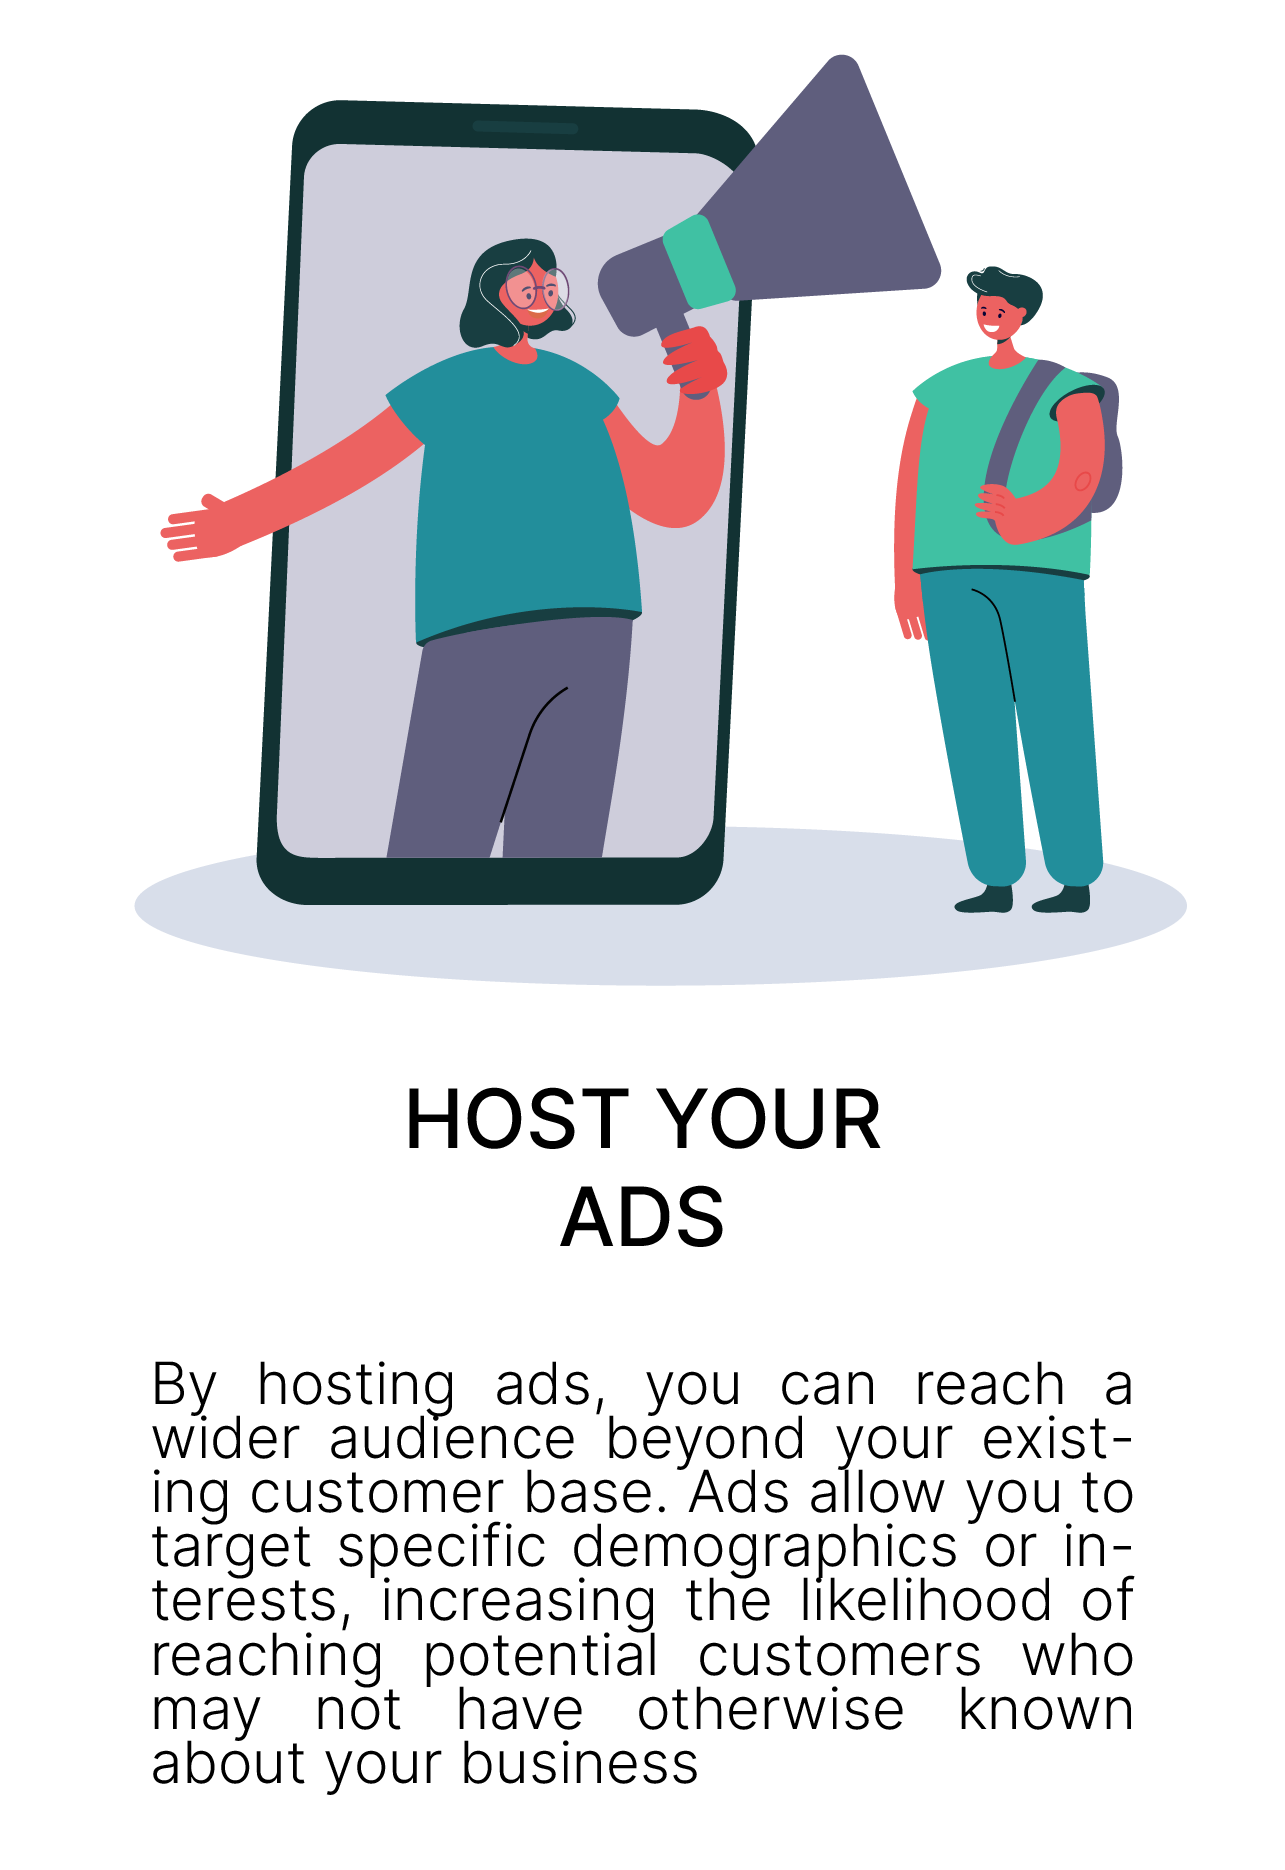 HOST YOUR
ADS
By hosting ads, you can reach a
wider audience beyond your exist-
ing customer base. Ads allow you to
target specific demographics or in-
terests, increasing the likelihood of
reaching potential customers who
may not have otherwise known
about your business